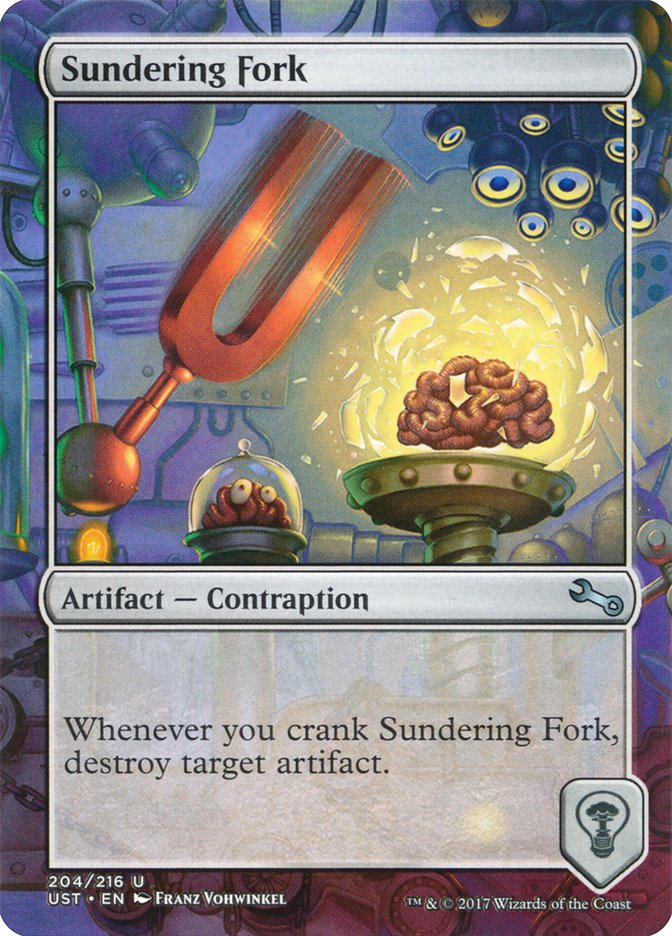 Sundering Fork
Artifact — Contraption
Whenever you crank Sundering Fork,
destroy target artifact.
204/216 U
UST • EN Franz Vohwinkel
™ & © 2017 Wizards of the Coast